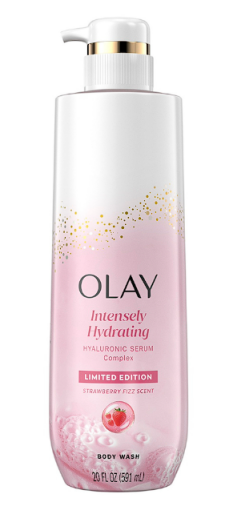 OLAY
Intensely
Hydrating
HYALURONIC SERUM
Complex
LIMITED EDITION
STRAWBERRY FIZZ SCENT
BODY WASH
20 FL OZ (591 mL)